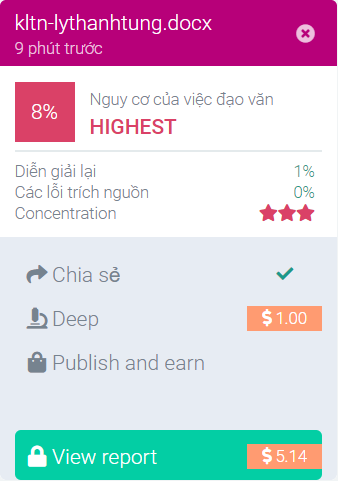 kltn-lythanhtung.docx
9 phút trước
8%
Nguy cơ của việc đạo văn
HIGHEST
Diễn giải lại 1%
Các lỗi trích nguồn 0%
Concentration
Chia sẻ
Deep $ 1.00
Publish and earn
View report $ 5.14